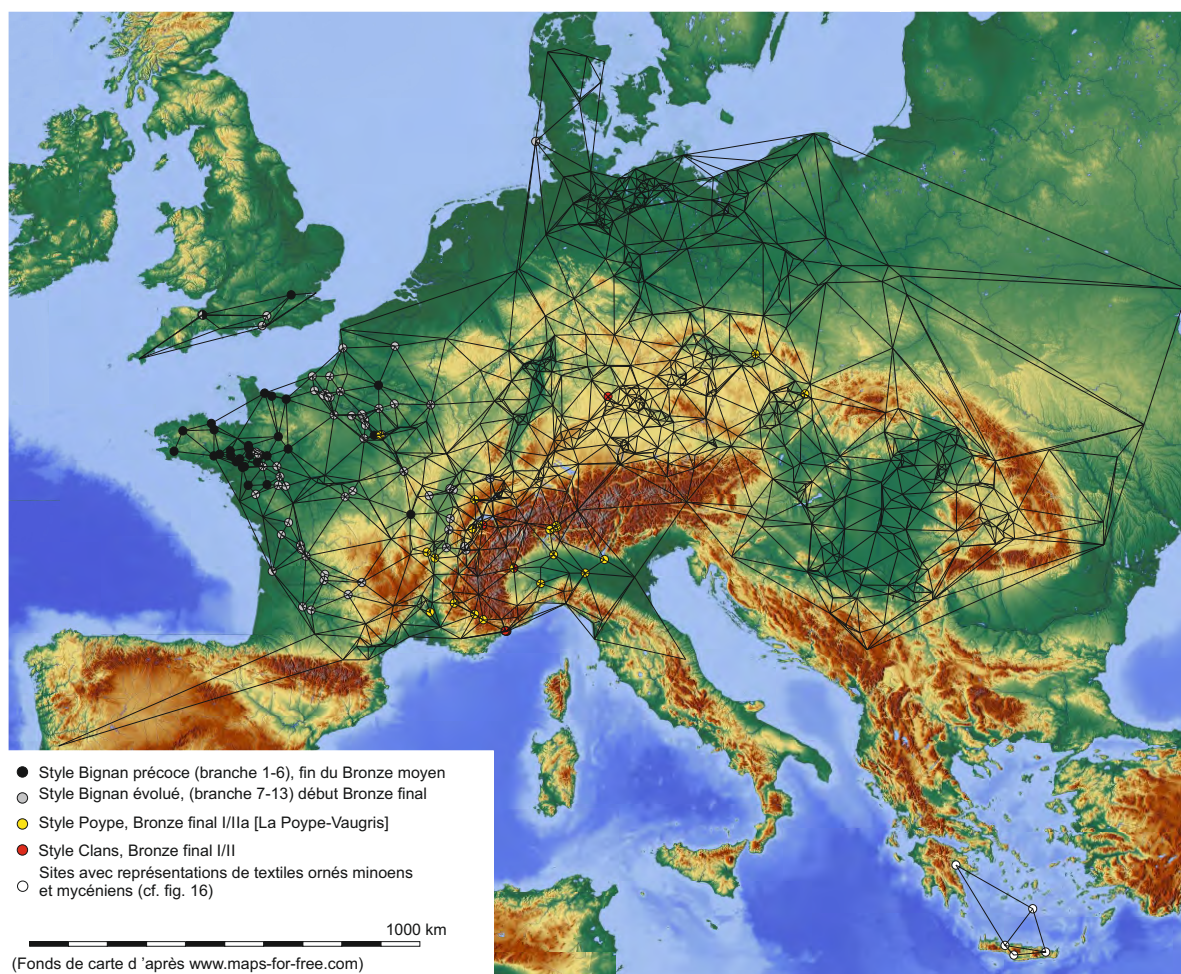 Style Bignan précoce (branche 1-6), fin du Bronze moyen
Style Bignan évolué, (branche 7-13) début Bronze final
Style Poype, Bronze final I/IIa [La Poype-Vaugris]
Style Clans, Bronze final I/II
Sites avec représentations de textiles ornés minoens
et mycéniens (cf. fig. 16)
1000 km
(Fonds de carte d 'après www.maps-for-free.com)